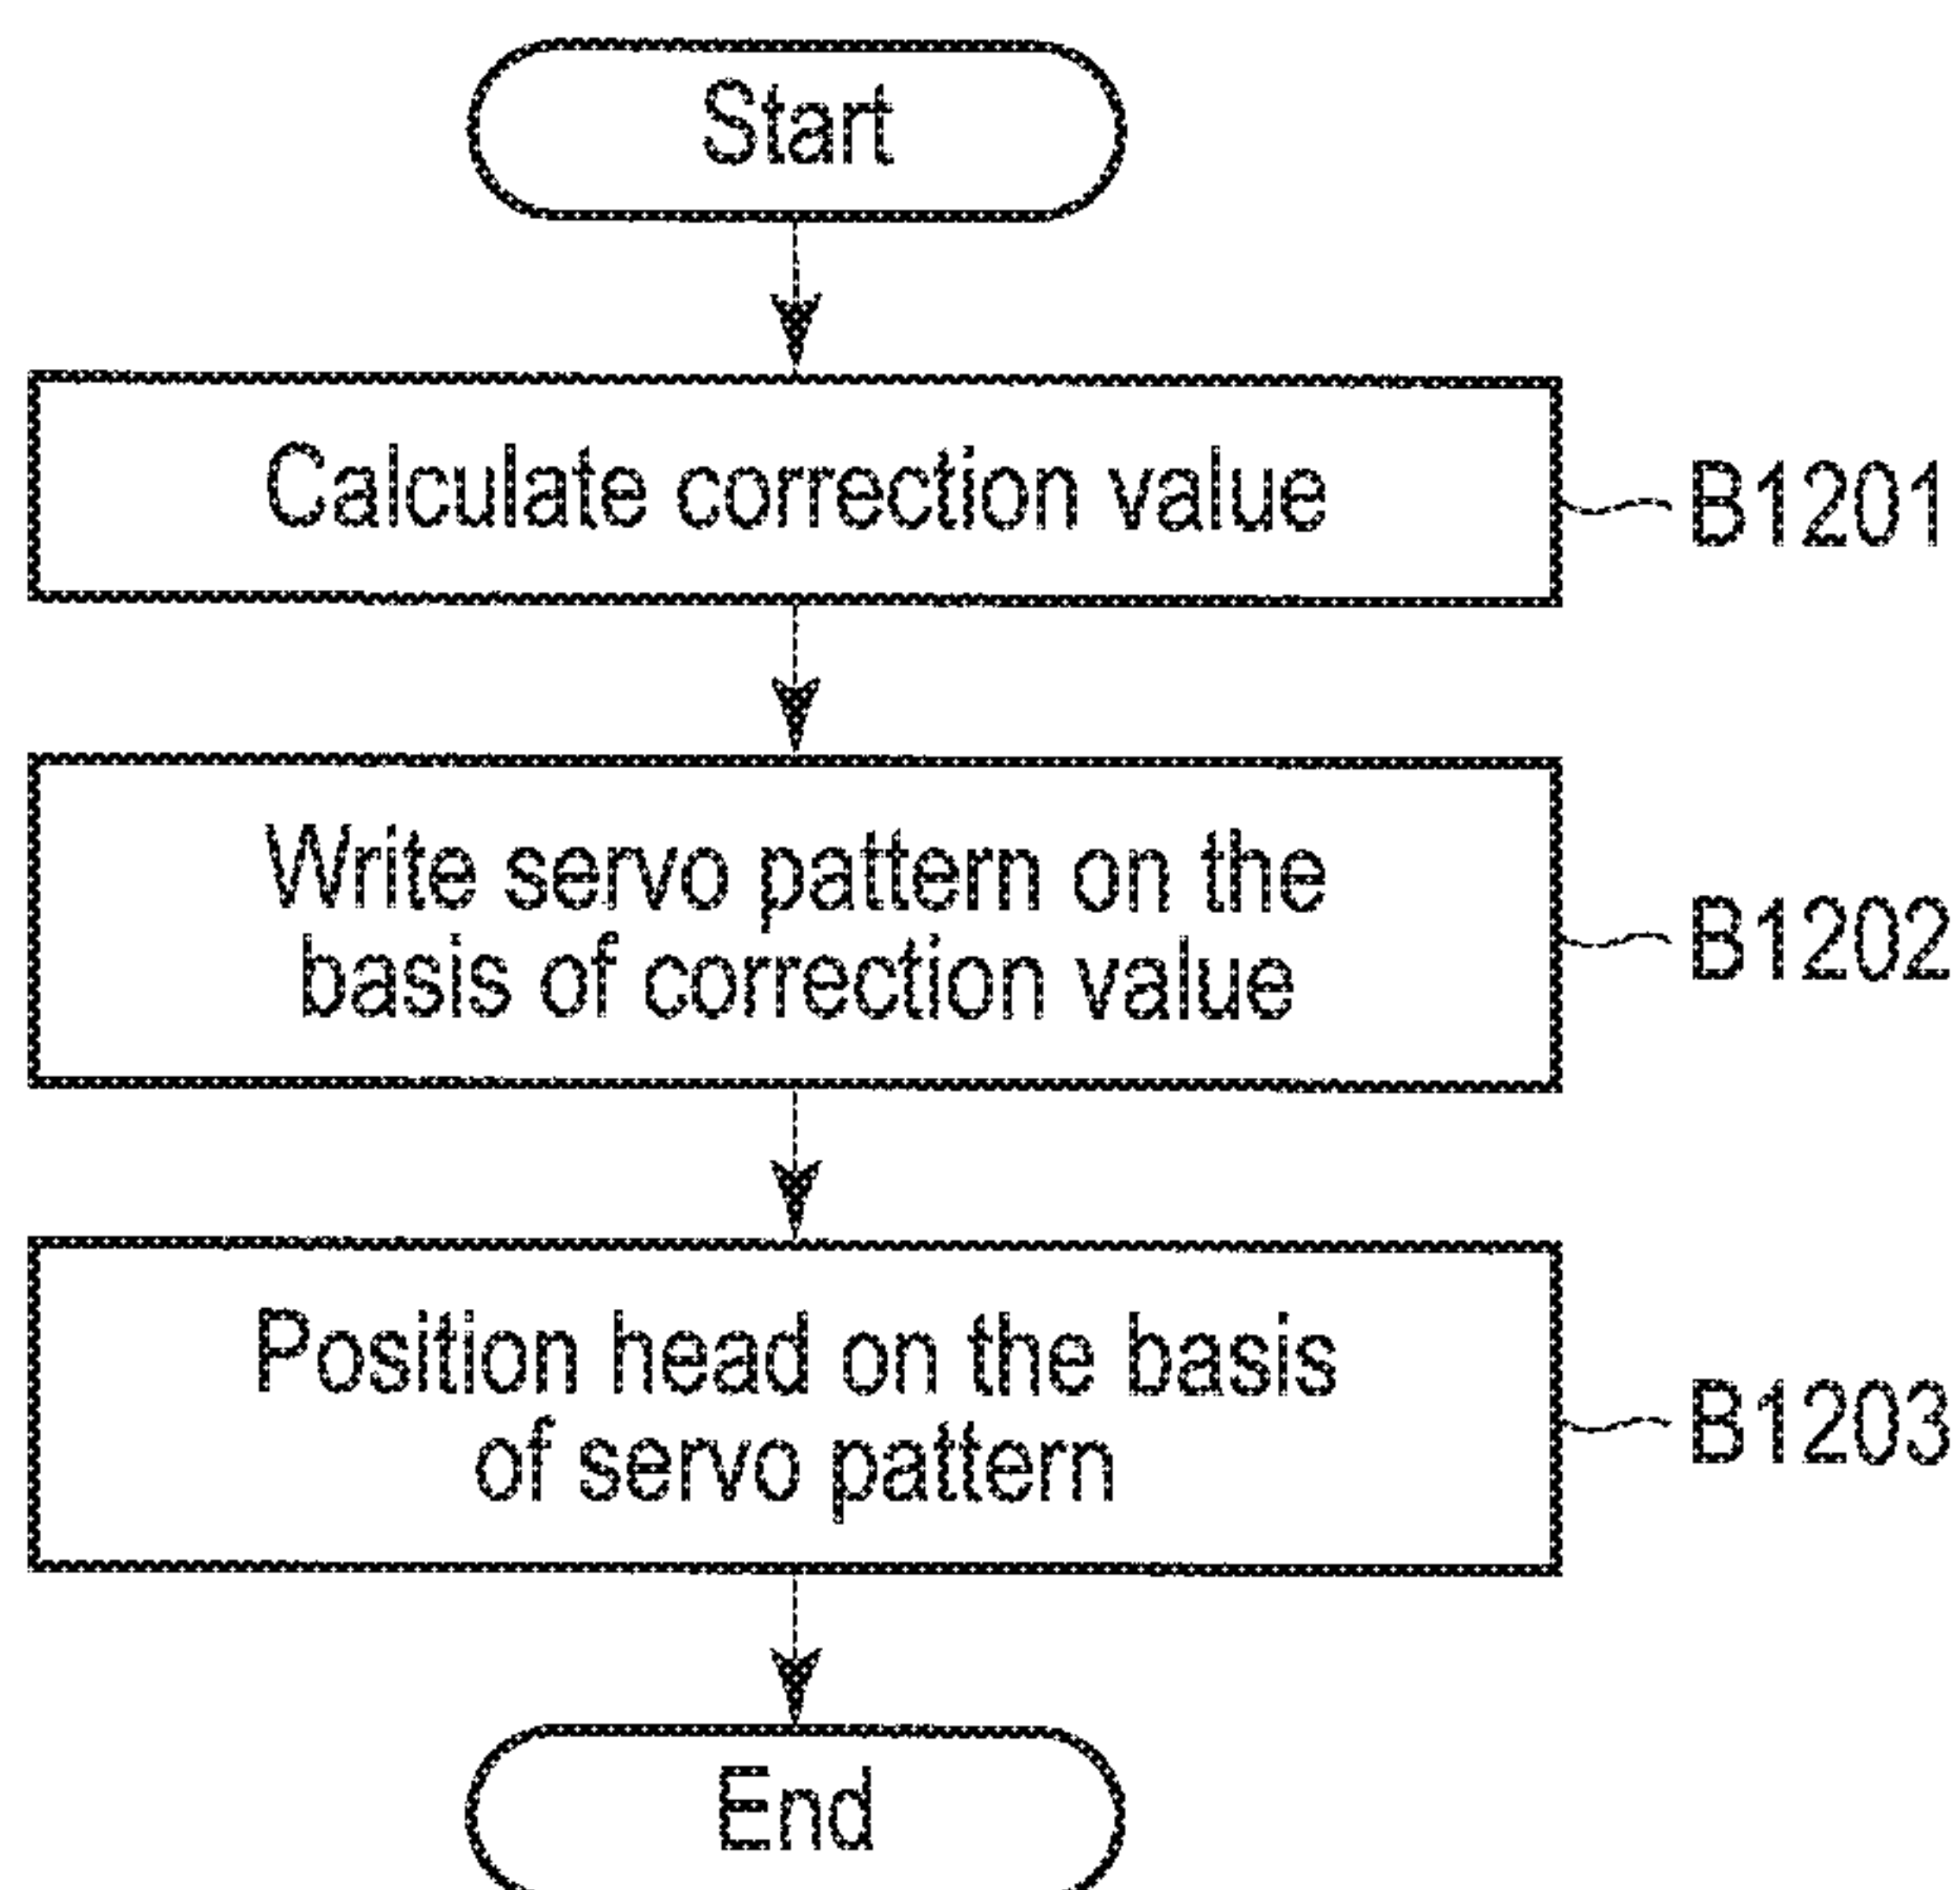 Start
Calculate correction value
B1201
Write servo pattern on the
basis of correction value
B1202
Position head on the basis
of servo pattern
B1203
End